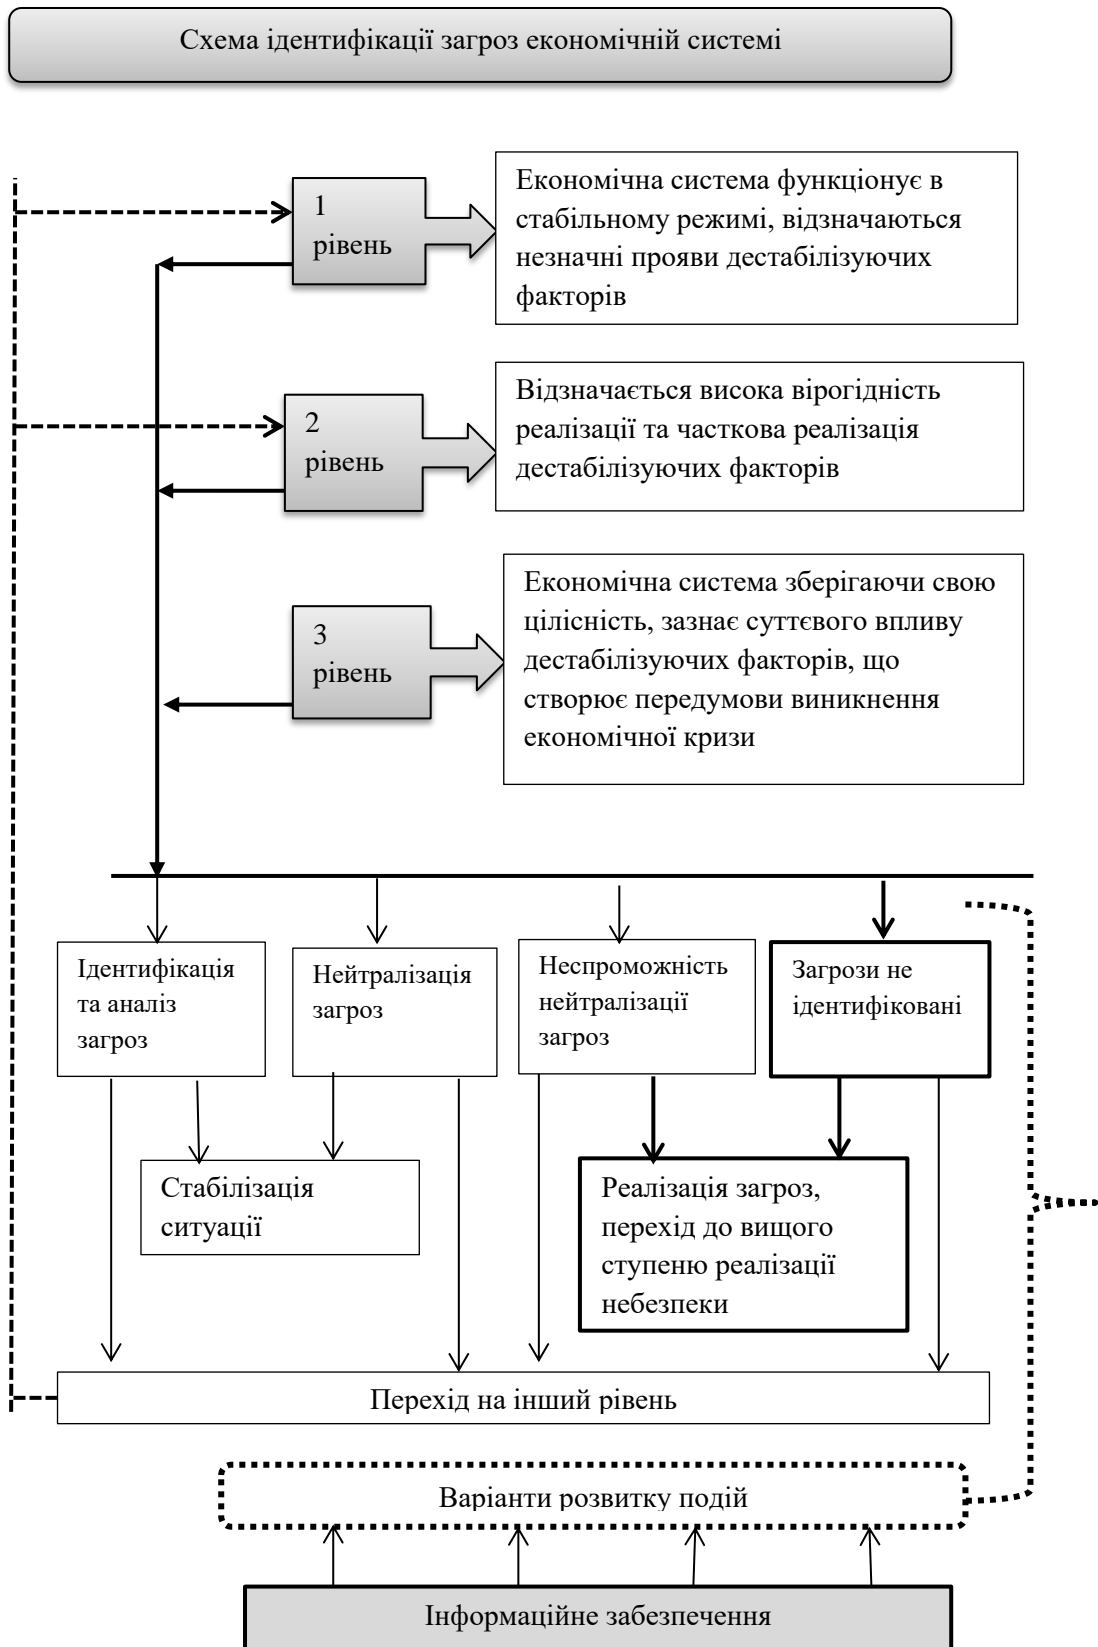 Схема ідентифікації загроз економічній системі
1
рівень
Економічна система функціонує в
стабільному режимі, відзначаються
незначні прояви дестабілізуючих
факторів
2
рівень
Відзначається висока вірогідність
реалізації та часткова реалізація
дестабілізуючих факторів
3
рівень
Економічна система зберігаючи свою
цілісність, зазнає суттєвого впливу
дестабілізуючих факторів, що
створює передумови виникнення
економічної кризи
Ідентифікація
та аналіз
загроз
Нейтралізація
загроз
Неспроможність
нейтралізації
загроз
Загрози не
ідентифіковані
Стабілізація
ситуації
Реалізація загроз,
перехід до вищого
ступеню реалізації
небезпеки
Перехід на інший рівень
Варіанти розвитку подій
Інформаційне забезпечення